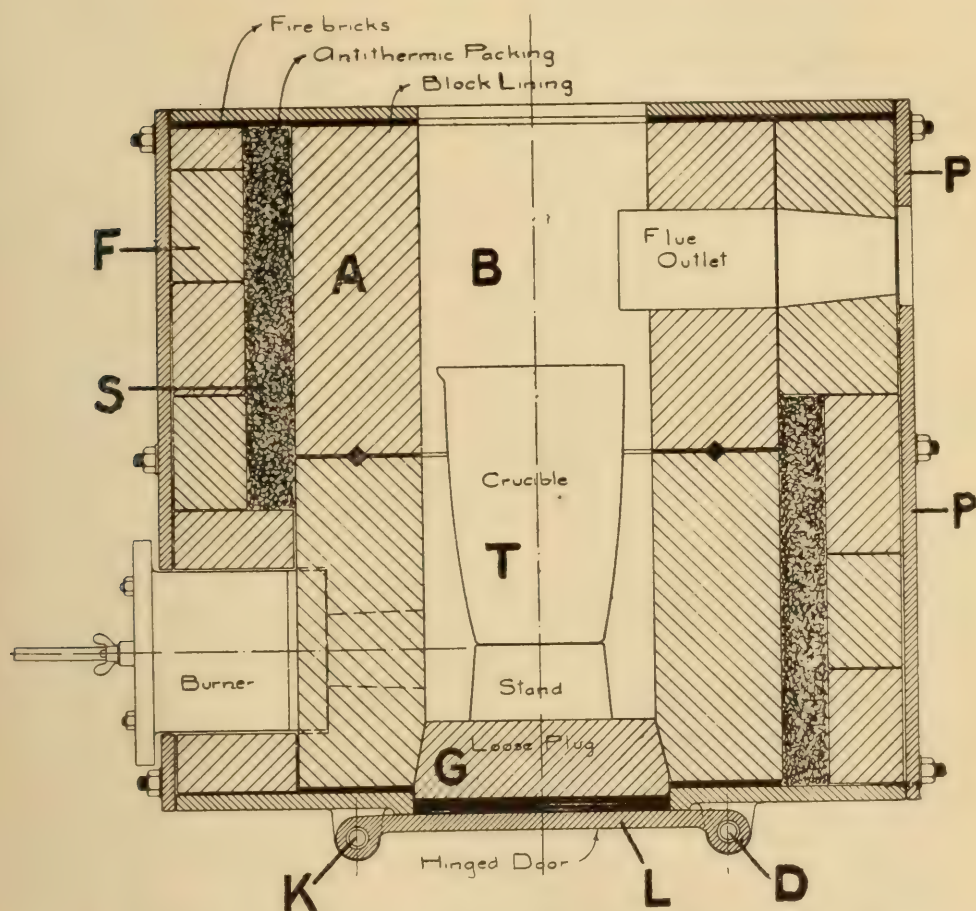 Fire bricks
Antithermic Packing
Block Lining
P
F
A
B
Flue
Outlet
S
Crucible
P
T
Burner
Stand
Loose Plug
G
Hinged Door
K
L
D